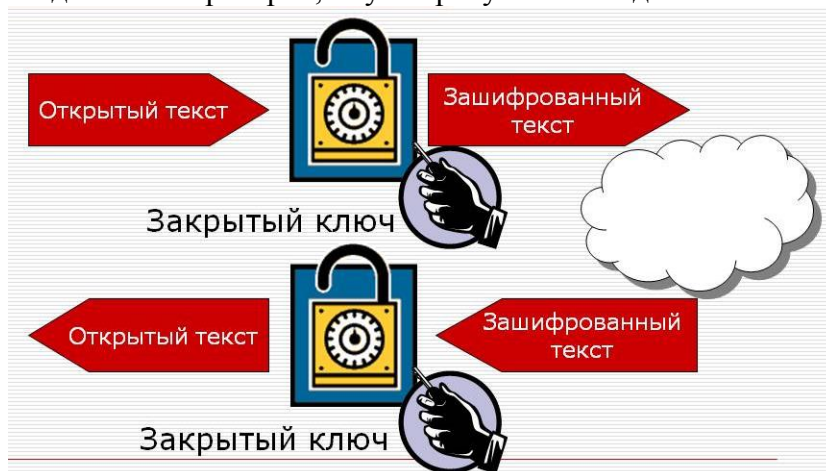 Открытый текст
Зашифрованный
текст
Закрытый ключ
Открытый текст
Зашифрованный
текст
Закрытый ключ